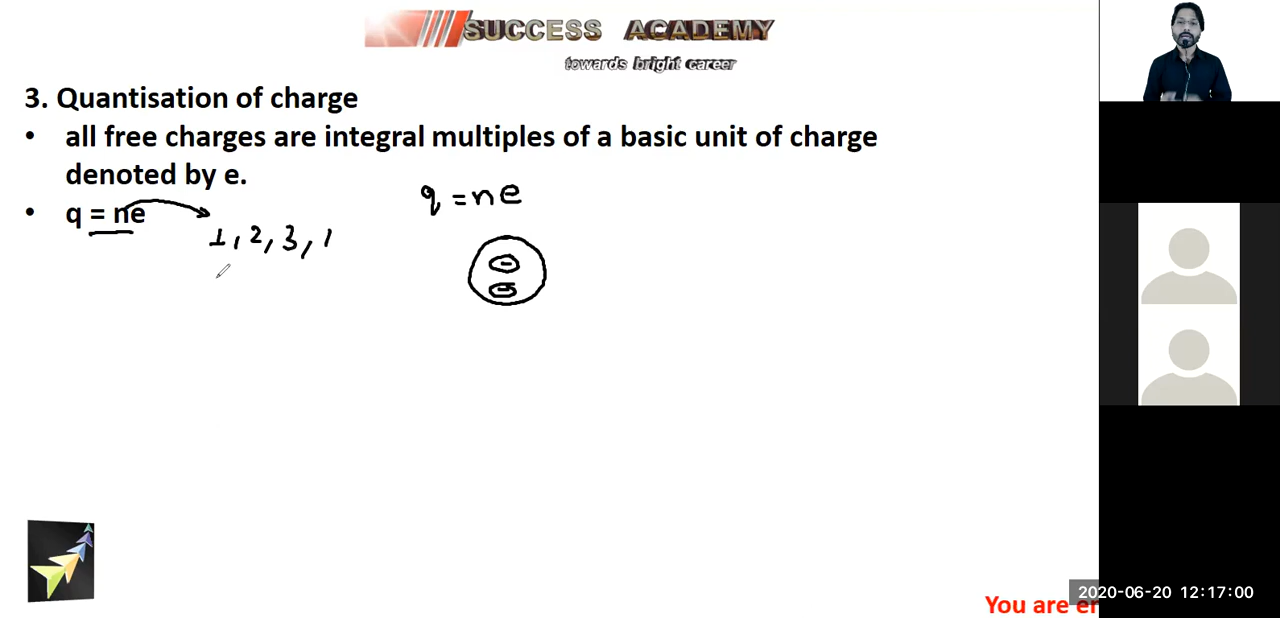 SUCCESS ACADEMY
towards bright career
3. Quantisation of charge
• all free charges are integral multiples of a basic unit of charge
denoted by e.
• q = ne
q = ne
1, 2, 3, 1
You are
2020-06-20 12:17:00